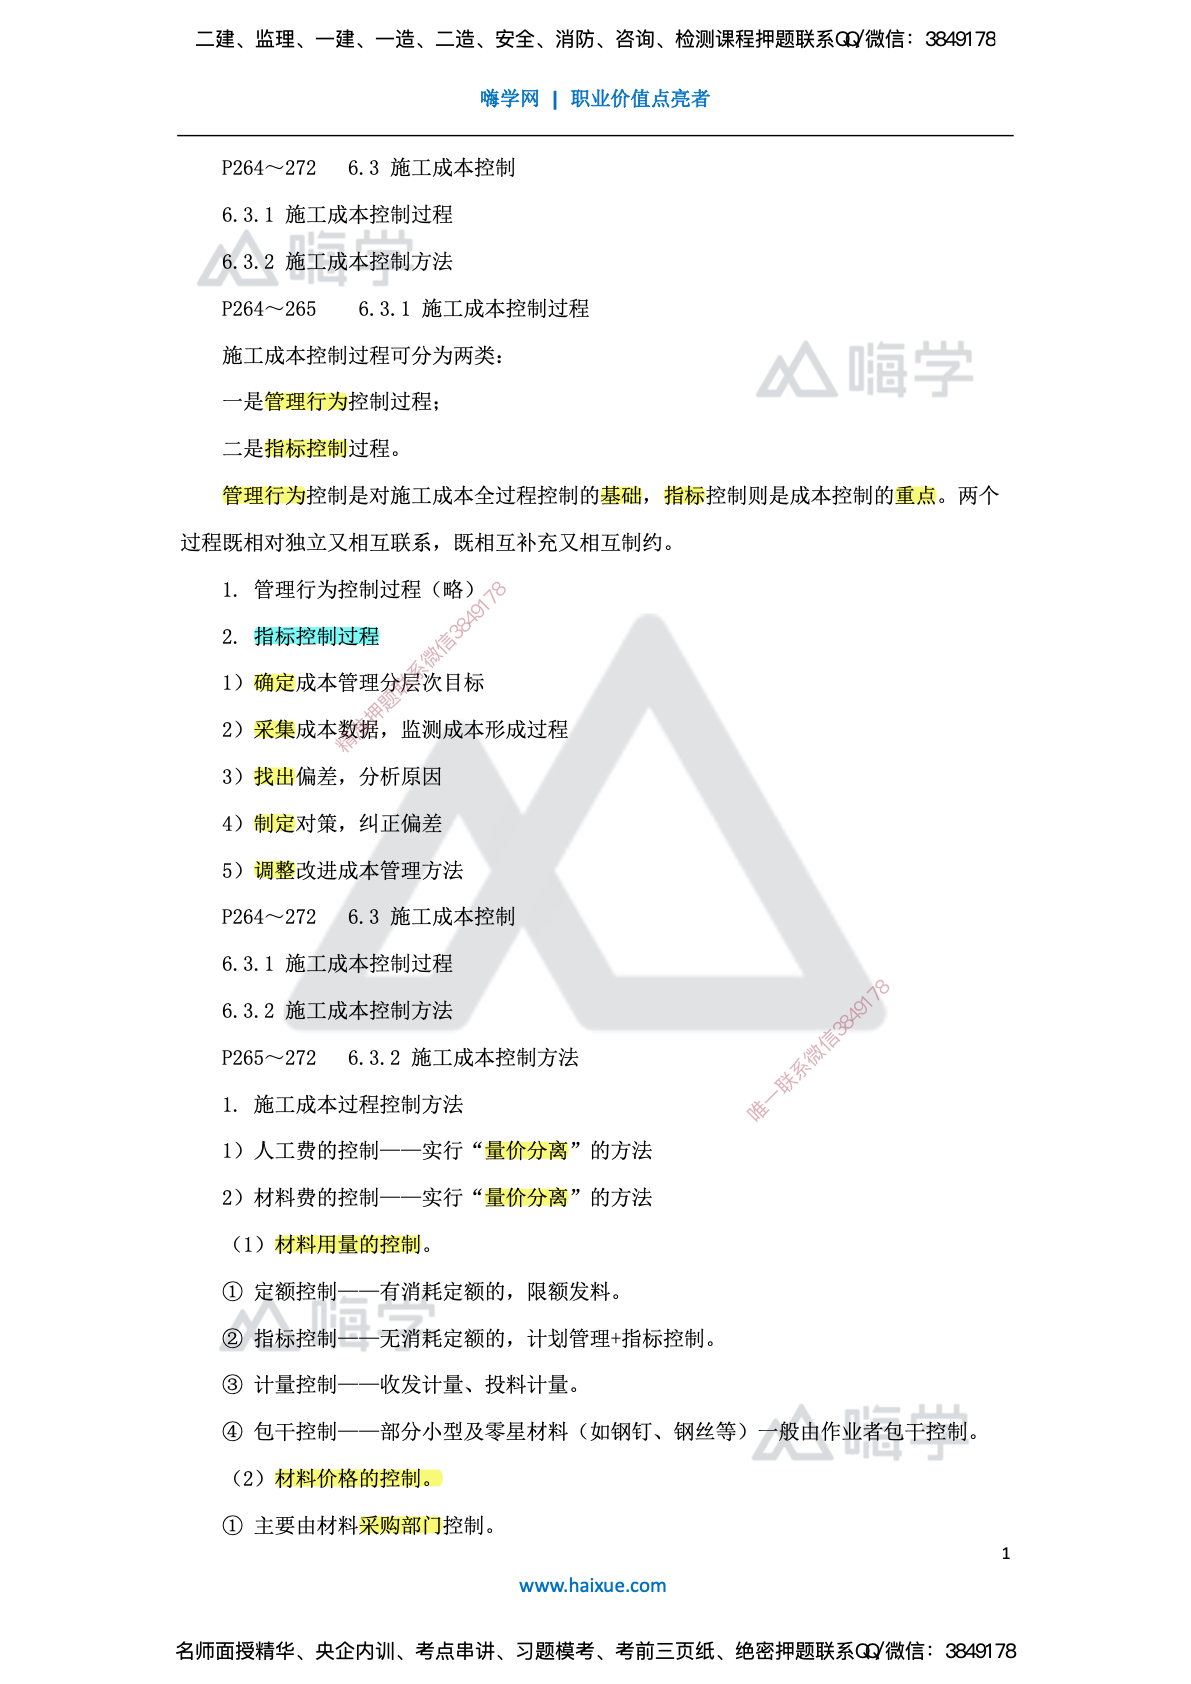 二建、监理、一建、一造、二造、安全、消防、咨询、检测课程押题联系QQ/微信：3849178
嗨学网 | 职业价值点亮者
P264～272 6.3 施工成本控制
6.3.1 施工成本控制过程
嗨学
6.3.2 施工成本控制方法
P264～265 6.3.1 施工成本控制过程
施工成本控制过程可分为两类：
嗨学
一是管理行为控制过程；
二是指标控制过程。
管理行为控制是对施工成本全过程控制的基础，指标控制则是成本控制的重点。两个
过程既相对独立又相互联系，既相互补充又相互制约。
1. 管理行为控制过程（略）
2. 指标控制过程
精准押题联系微信3849178
1）确定成本管理分层次目标
2）采集成本数据，监测成本形成过程
3）找出偏差，分析原因
4）制定对策，纠正偏差
5）调整改进成本管理方法
P264～272 6.3 施工成本控制
6.3.1 施工成本控制过程
6.3.2 施工成本控制方法
唯一联系微信3849178
P265～272 6.3.2 施工成本控制方法
1. 施工成本过程控制方法
1）人工费的控制——实行“量价分离”的方法
2）材料费的控制——实行“量价分离”的方法
（1）材料用量的控制。
① 定额控制——有消耗定额的，限额发料。
嗨学
② 指标控制——无消耗定额的，计划管理+指标控制。
③ 计量控制——收发计量、投料计量。
④ 包干控制——部分小型及零星材料（如钢钉、钢丝等）一般由作业者包干控制。
嗨学
（2）材料价格的控制。
① 主要由材料采购部门控制。
1
www.haixue.com
名师面授精华、央企内训、考点串讲、习题模考、考前三页纸、绝密押题联系QQ/微信：3849178